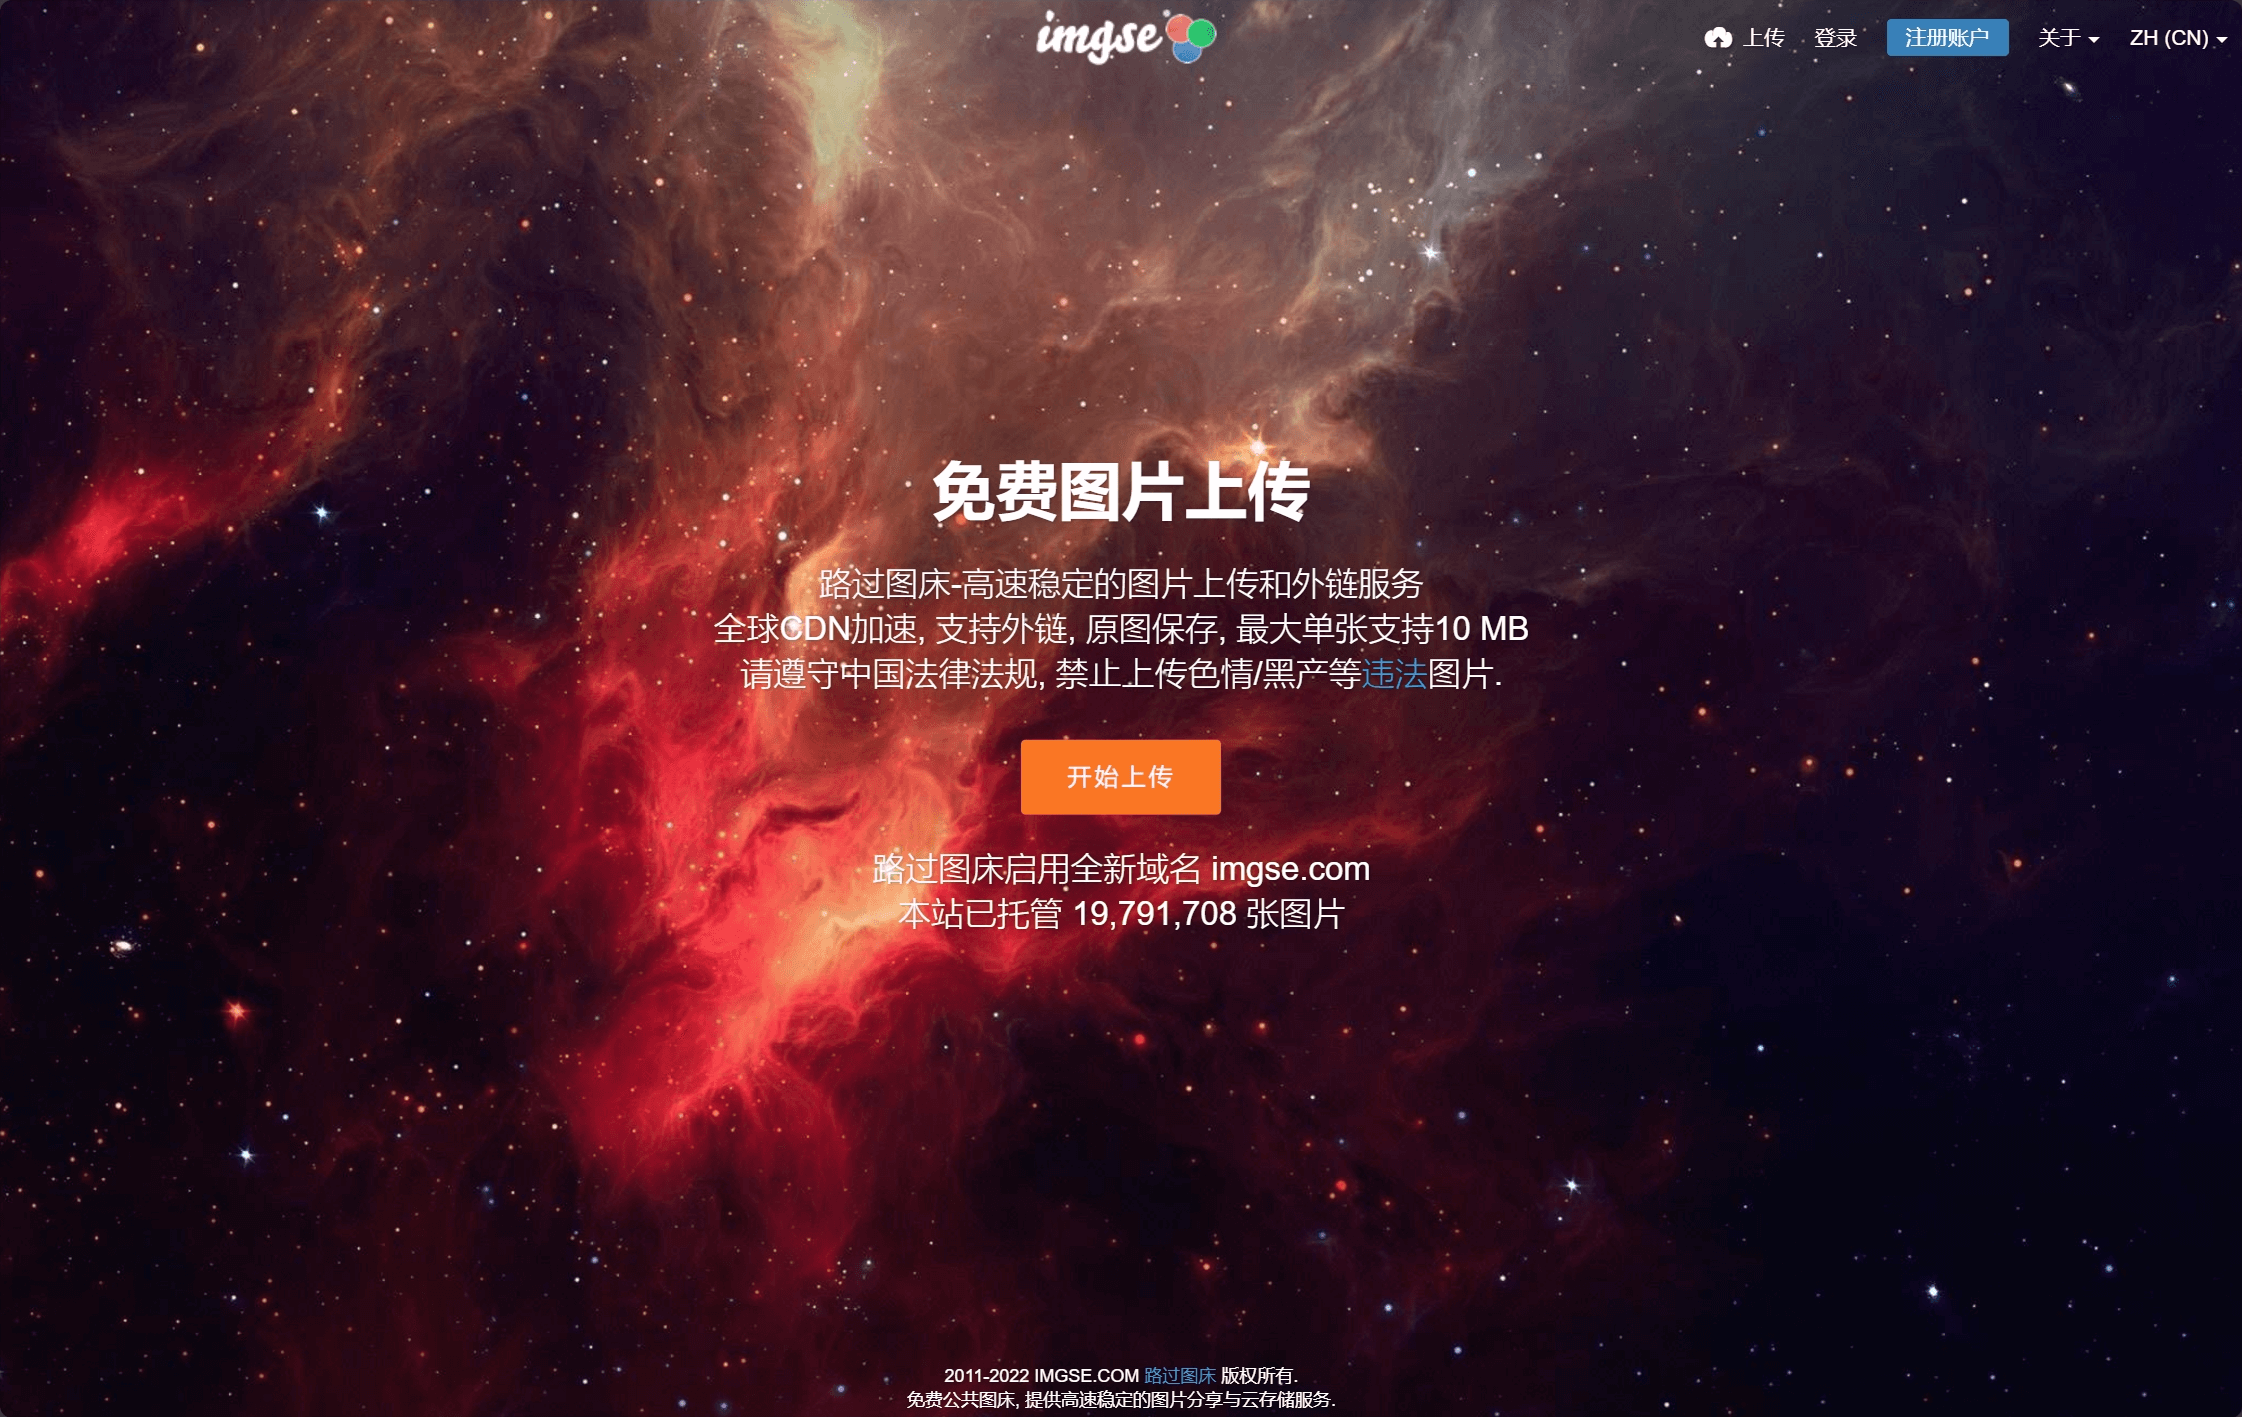 imgse
上传 登录 注册账户 关于 ZH (CN)
免费图片上传
路过图床-高速稳定的图片上传和外链服务
全球CDN加速, 支持外链, 原图保存, 最大单张支持10 MB
请遵守中国法律法规, 禁止上传色情/黑产等违法图片.
开始上传
路过图床启用全新域名 imgse.com
本站已托管 19,791,708 张图片
2011-2022 IMGSE.COM 路过图床 版权所有.
免费公共图床, 提供高速稳定的图片分享与云存储服务.